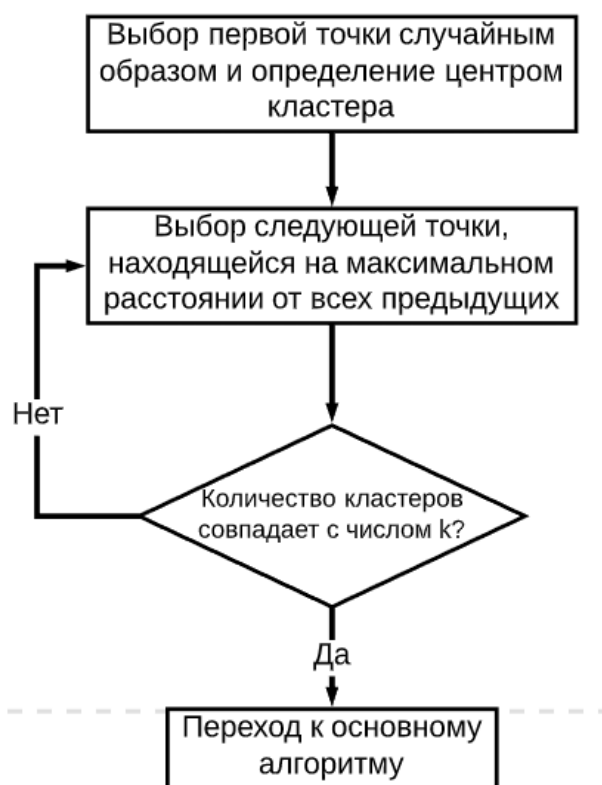 Выбор первой точки случайным
образом и определение центром
кластера
Выбор следующей точки,
находящейся на максимальном
расстоянии от всех предыдущих
Нет
Количество кластеров
совпадает с числом k?
Да
Переход к основному
алгоритму